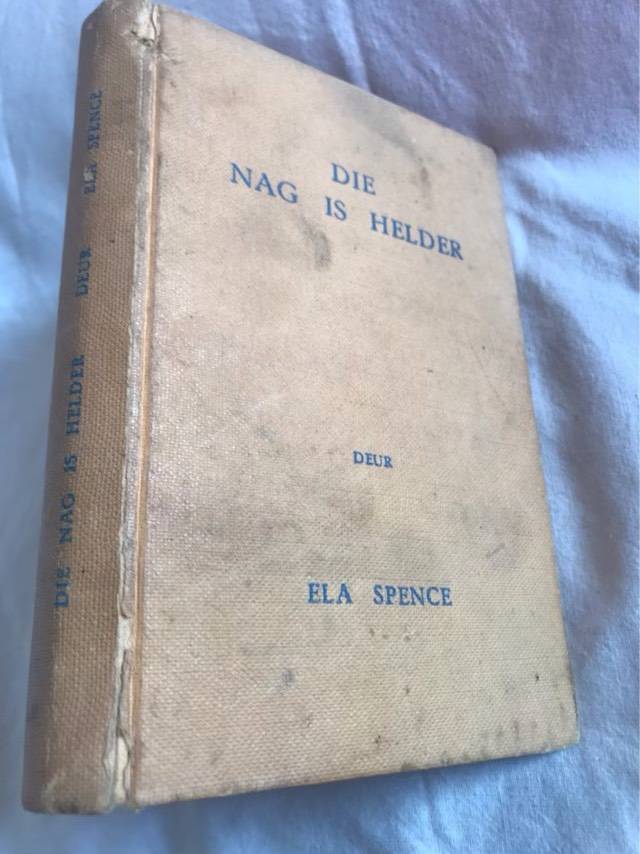 DIE
NAG IS HELDER
DEUR
ELA SPENCE
DIE NAG IS HELDER DEUR ELA SPENCE